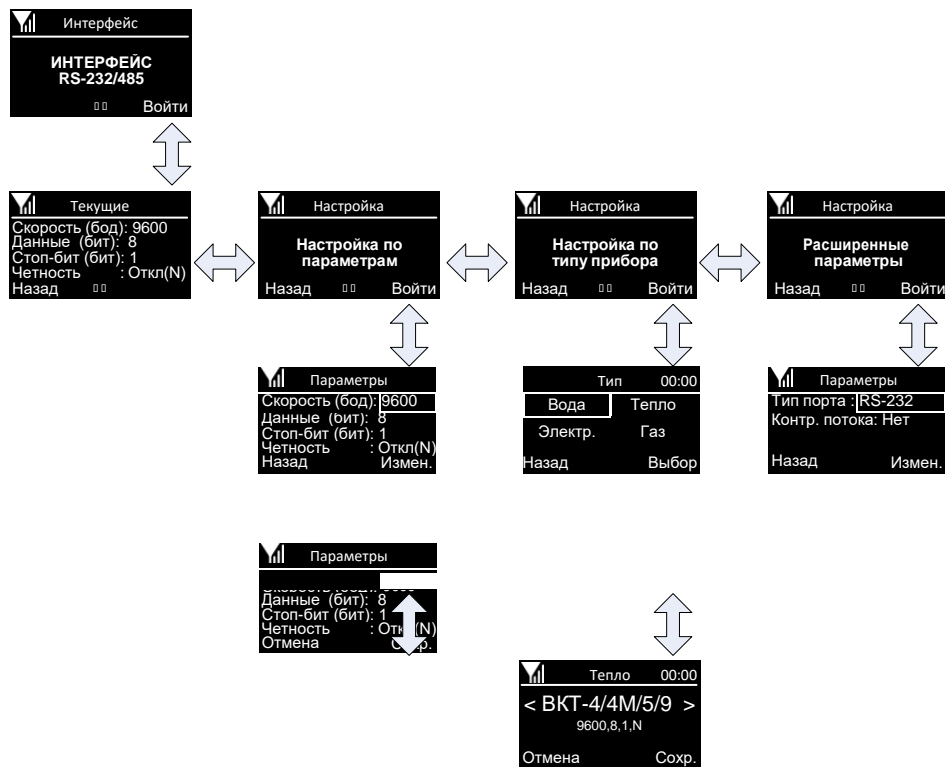 Интерфейс
ИНТЕРФЕЙС
RS-232/485
Войти
Текущие
Скорость (бод): 9600
Данные (бит): 8
Стоп-бит (бит): 1
Четность : Откл(N)
Назад
Настройка
Настройка по
параметрам
Назад Войти
Настройка
Настройка по
типу прибора
Назад Войти
Настройка
Расширенные
параметры
Назад Войти
Параметры
Скорость (бод): 9600
Данные (бит): 8
Стоп-бит (бит): 1
Четность : Откл(N)
Назад Измен.
Тип 00:00
Вода Тепло
Электр. Газ
Назад Выбор
Параметры
Тип порта : RS-232
Контр. потока: Нет
Назад Измен.
Параметры
Данные (бит): 8
Стоп-бит (бит): 1
Четность :
Отмена
Тепло 00:00
< ВКТ-4/4М/5/9 >
9600,8,1,N
Отмена Сохр.